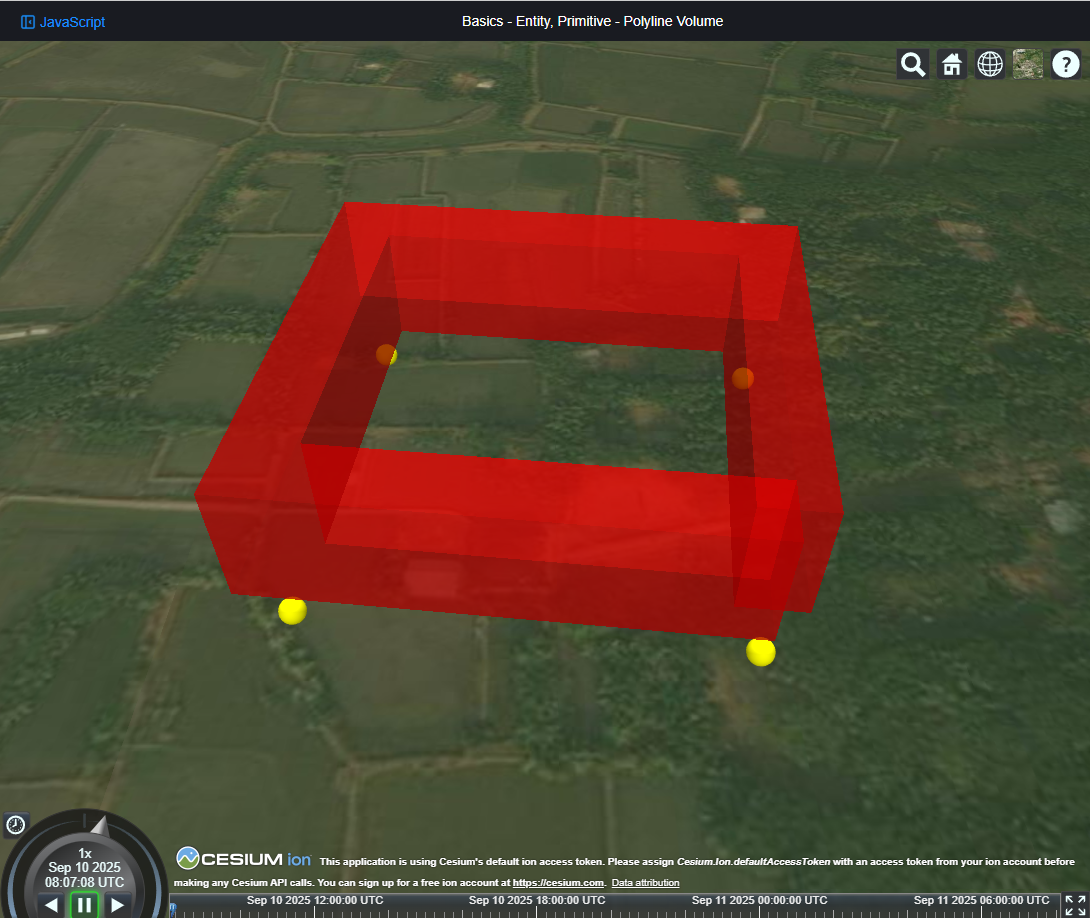 JavaScript
Basics - Entity, Primitive - Polyline Volume
?
1x
Sep 10 2025
08:07:08 UTC
CESIUM ion This application is using Cesium's default ion access token. Please assign Cesium.Ion.defaultAccessToken with an access token from your ion account before
making any Cesium API calls. You can sign up for a free ion account at https://cesium.com. Data attribution
Sep 10 2025 12:00:00 UTC Sep 10 2025 18:00:00 UTC Sep 11 2025 00:00:00 UTC Sep 11 2025 06:00:00 UTC